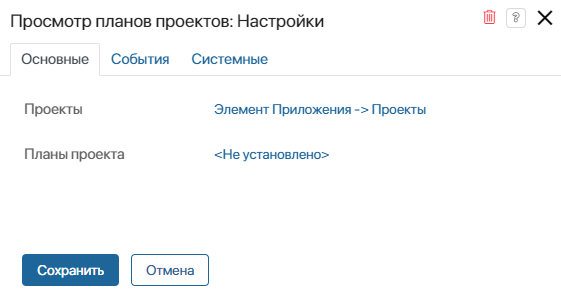 Просмотр планов проектов: Настройки
?
Основные События Системные
Проекты Элемент Приложения -> Проекты
Планы проекта <Не установлено>
Сохранить Отмена